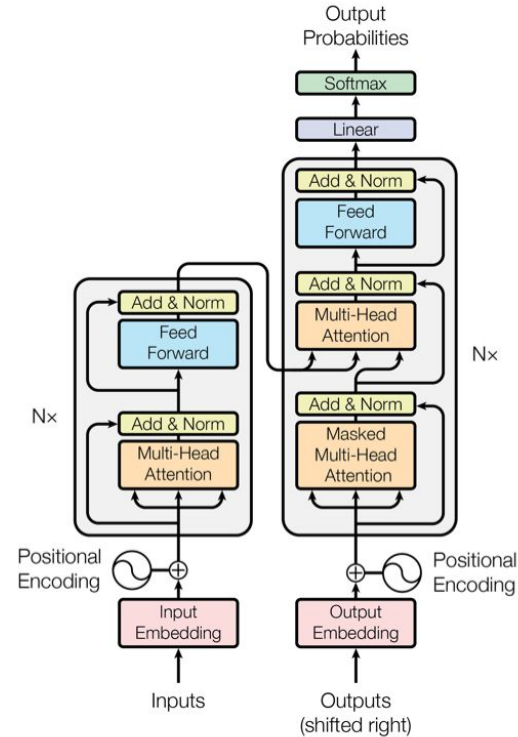 Output
Probabilities
Softmax
Linear
Add & Norm
Feed
Forward
Add & Norm
Multi-Head
Attention
Add & Norm
Masked
Multi-Head
Attention
N×
Add & Norm
Feed
Forward
Add & Norm
Multi-Head
Attention
N×
Positional
Encoding
Positional
Encoding
Input
Embedding
Output
Embedding
Inputs
Outputs
(shifted right)